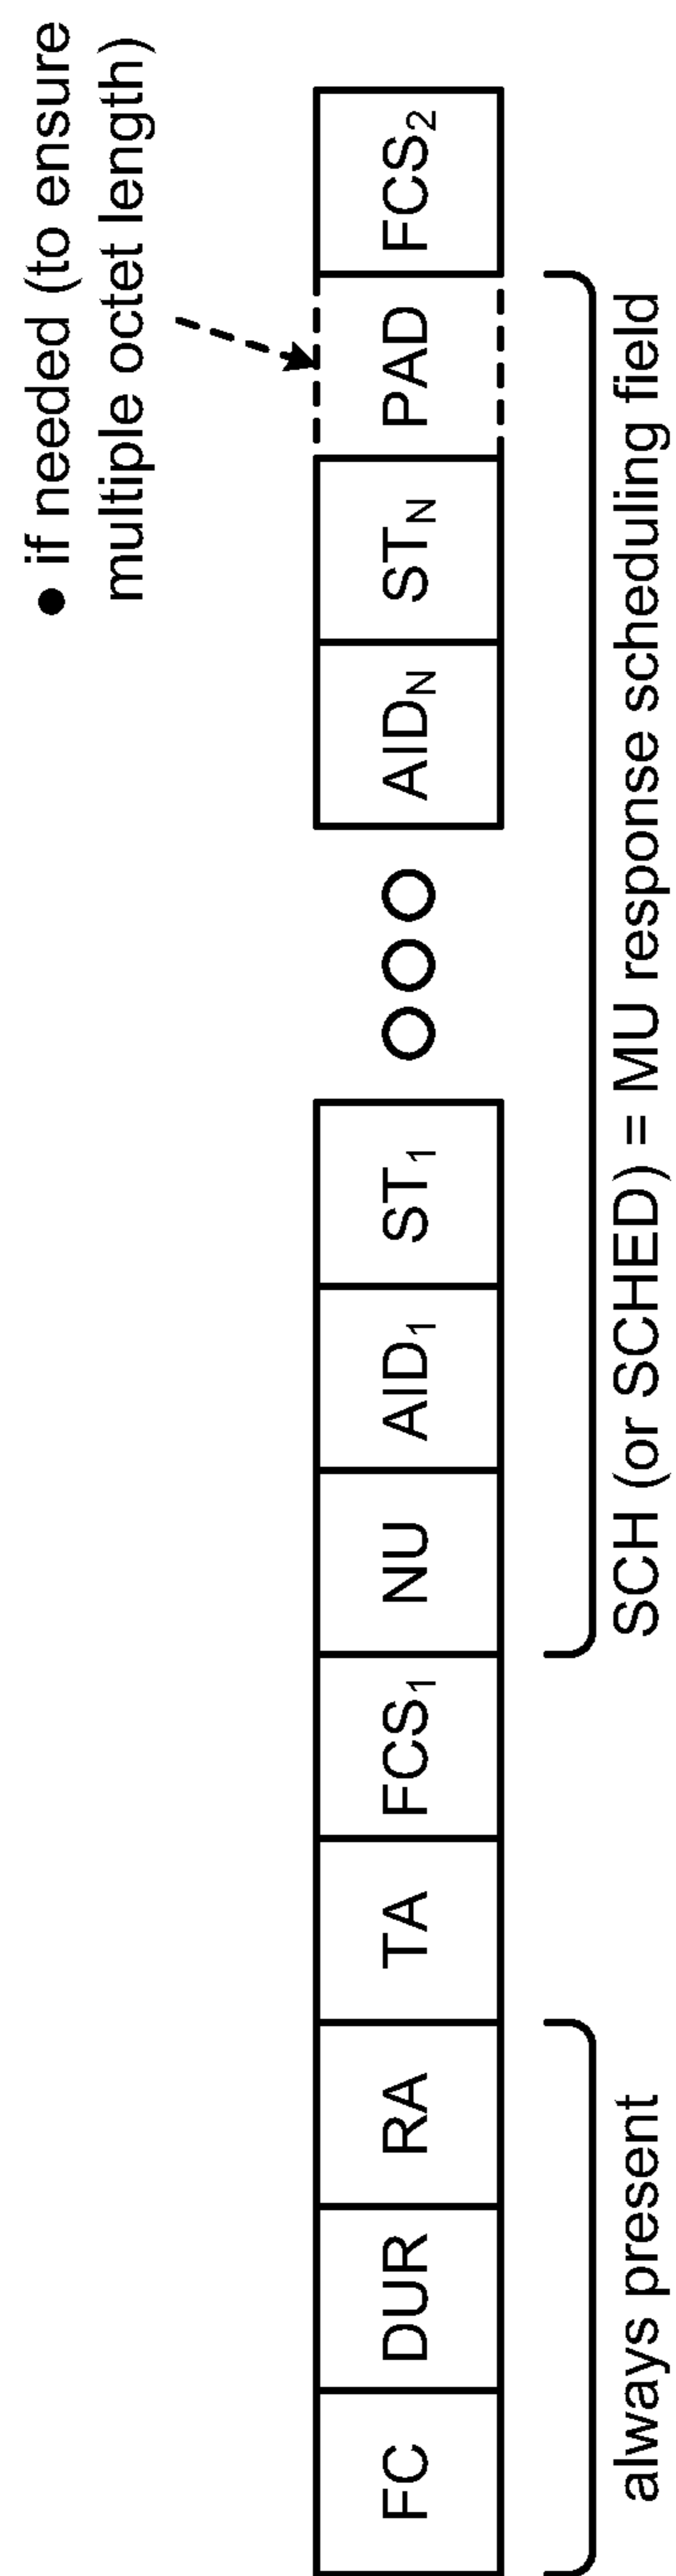 • if needed (to ensure
multiple octet length)
FC DUR RA TA FCS₁ NU AID₁ ST₁ AIDₙ STₙ PAD FCS₂
always present
SCH (or SCHED) = MU response scheduling field